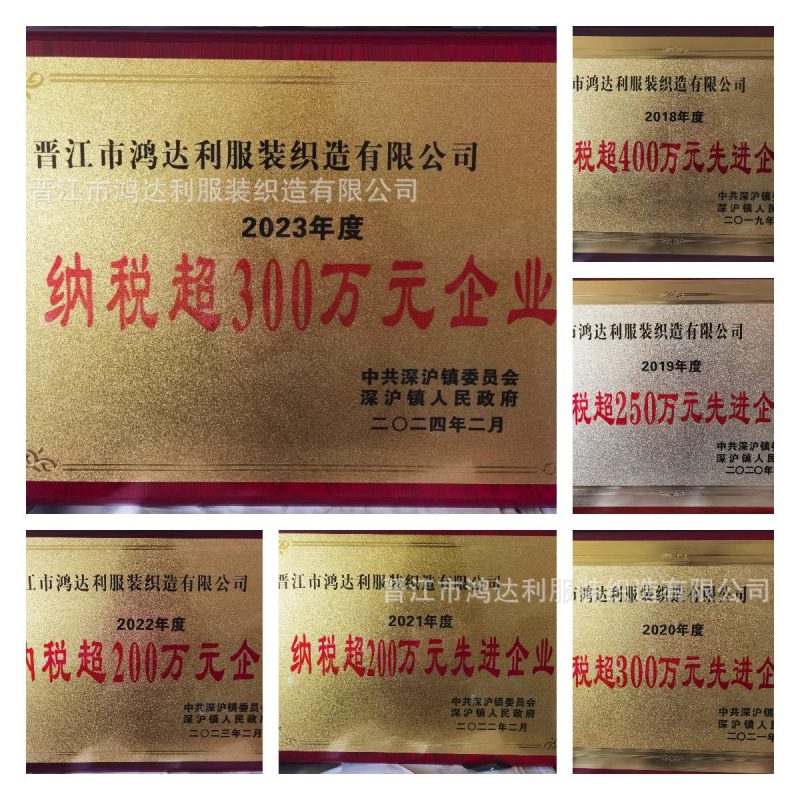 晋江市鸿达利服装织造有限公司
晋江市鸿达利服装织造有限公司
2023年度
纳税超300万元企业
中共深沪镇委员会
深沪镇人民政府
二〇二四年二月
市鸿达利服装织造有限公司
2018年度
税超400万元先进企
中共深沪镇
深沪镇人民
二〇一九年
市鸿达利服装织造有限公司
2019年度
税超250万元先进企
中共深沪镇
深沪镇人民
二〇二〇年
江市鸿达利服装织造有限公司
2022年度
纳税超200万元企
中共深沪镇委员会
深沪镇人民政府
二〇二三年二月
晋江市鸿达利服装织造有限公司
晋江市鸿达利服装织造有限公司
2021年度
纳税超200万元先进企业
中共深沪镇委员会
深沪镇人民政府
二〇二二年二月
市鸿达利服装织造有限公司
2020年度
税超300万元先进企
中共深沪镇
深沪镇人民
二〇二一年